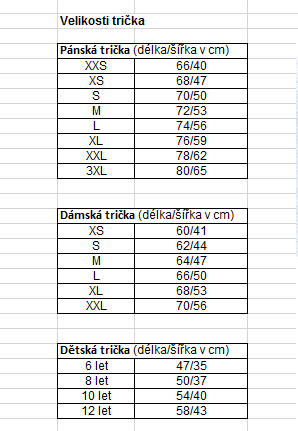 Velikosti trička
Pánská trička (délka/šířka v cm)
XXS 66/40
XS 68/47
S 70/50
M 72/53
L 74/56
XL 76/59
XXL 78/62
3XL 80/65
Dámská trička (délka/šířka v cm)
XS 60/41
S 62/44
M 64/47
L 66/50
XL 68/53
XXL 70/56
Dětská trička (délka/šířka v cm)
6 let 47/35
8 let 50/37
10 let 54/40
12 let 58/43